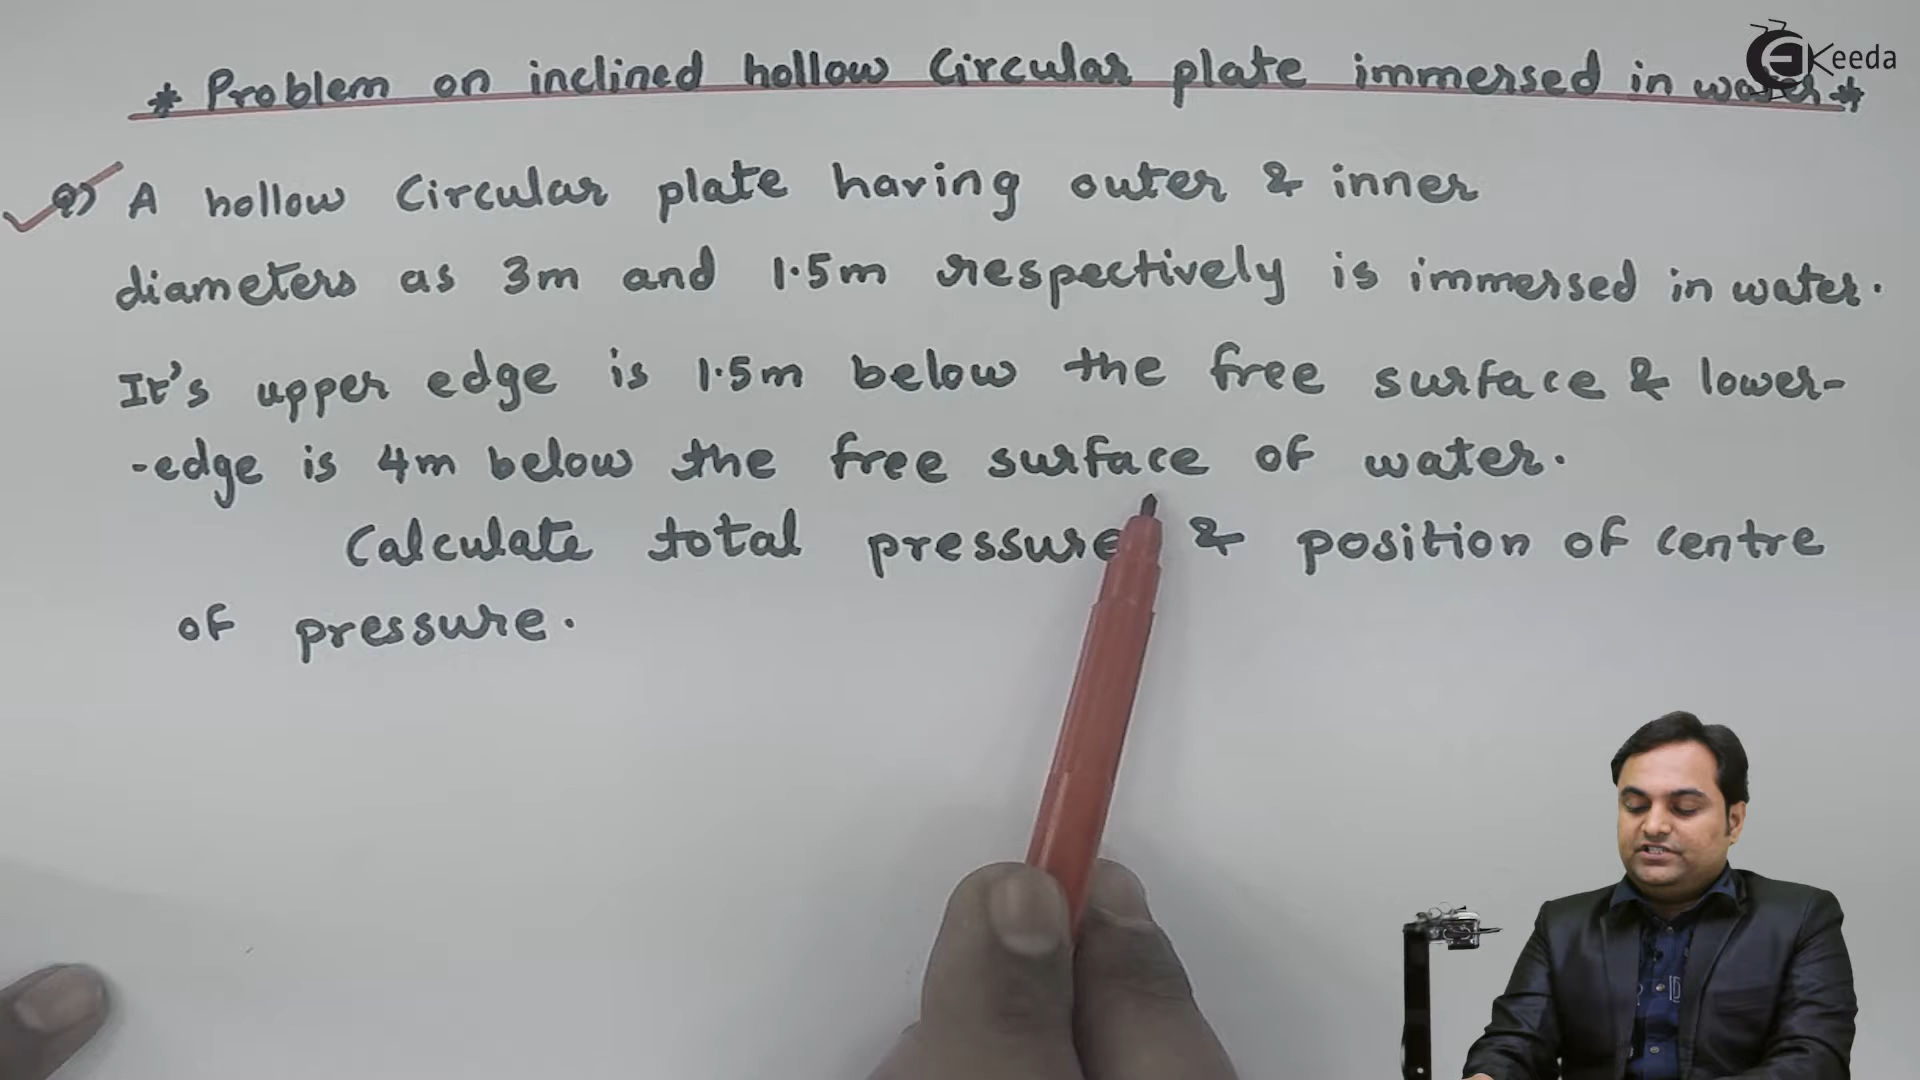 Keeda
* Problem on inclined hollow Circular plate immersed in water *
Q) A hollow Circular plate having outer & inner
diameters as 3m and 1.5m respectively is immersed in water.
It's upper edge is 1.5m below the free surface & lower-
-edge is 4m below the free surface of water.
Calculate total pressure & position of centre
of pressure.